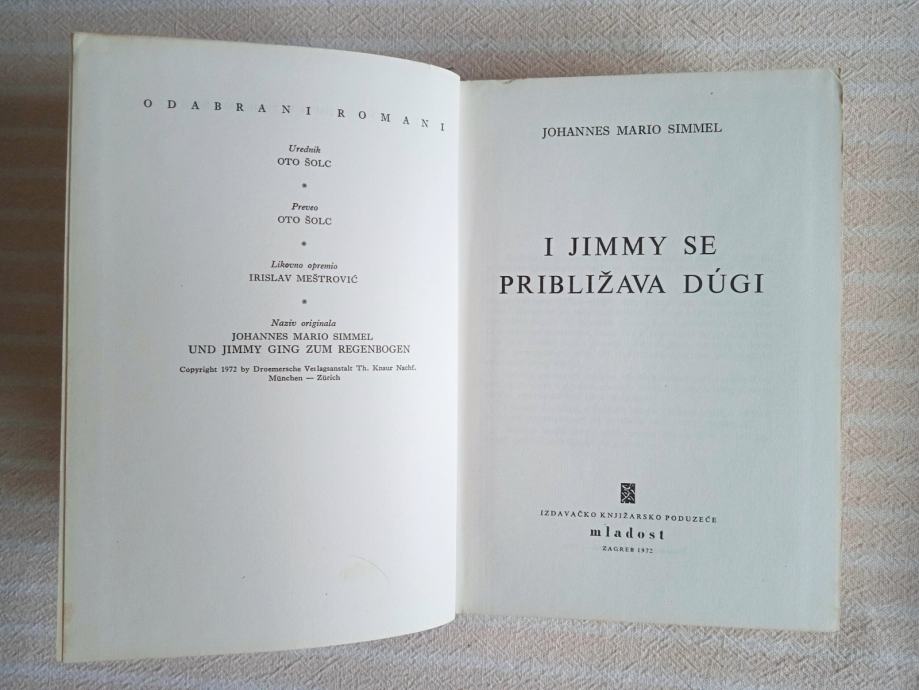 ODABRANI ROMANI
Urednik
OTO ŠOLC
*
Preveo
OTO ŠOLC
*
Likovno opremio
IRISLAV MEŠTROVIĆ
*
Naziv originala
JOHANNES MARIO SIMMEL
UND JIMMY GING ZUM REGENBOGEN
Copyright 1972 by Droemersche Verlagsanstalt Th. Knaur Nachf.
München — Zürich
JOHANNES MARIO SIMMEL
I JIMMY SE
PRIBLIŽAVA DÚGI
IZDAVAČKO KNJIŽARSKO PODUZEĆE
mladost
ZAGREB 1972